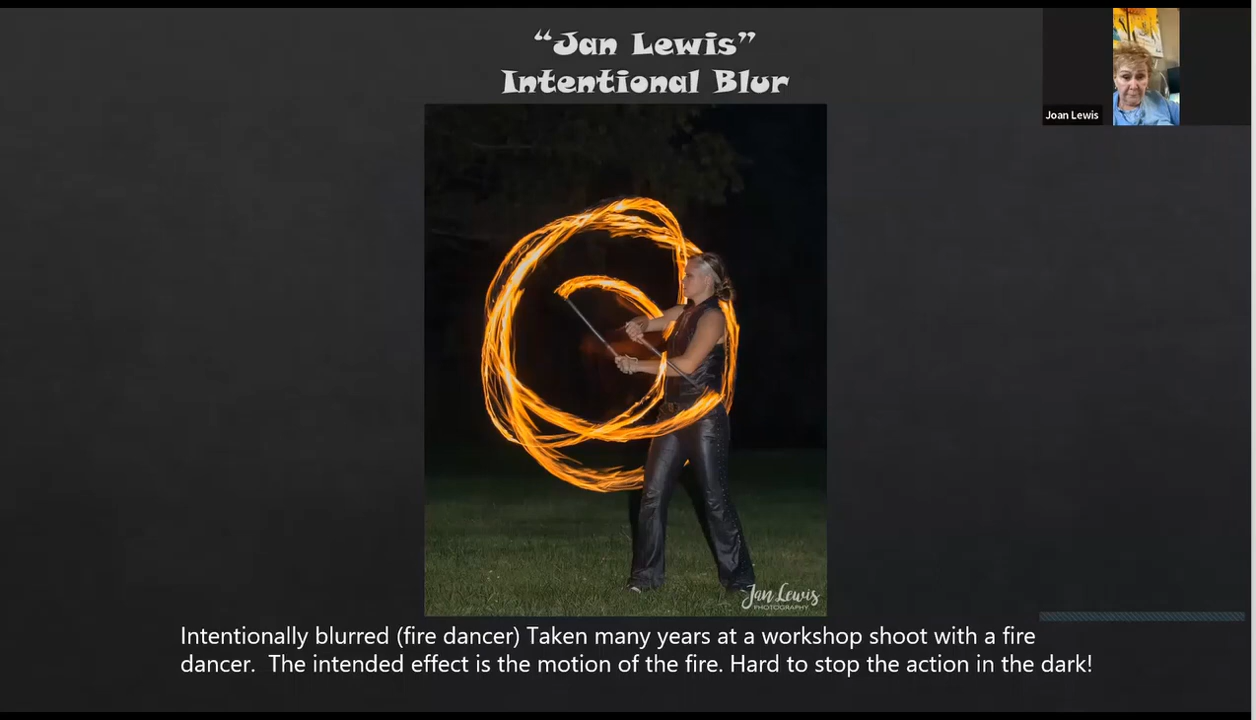 “Jan Lewis”
Intentional Blur
Joan Lewis
Jan Lewis
PHOTOGRAPHY
Intentionally blurred (fire dancer) Taken many years at a workshop shoot with a fire
dancer.  The intended effect is the motion of the fire. Hard to stop the action in the dark!